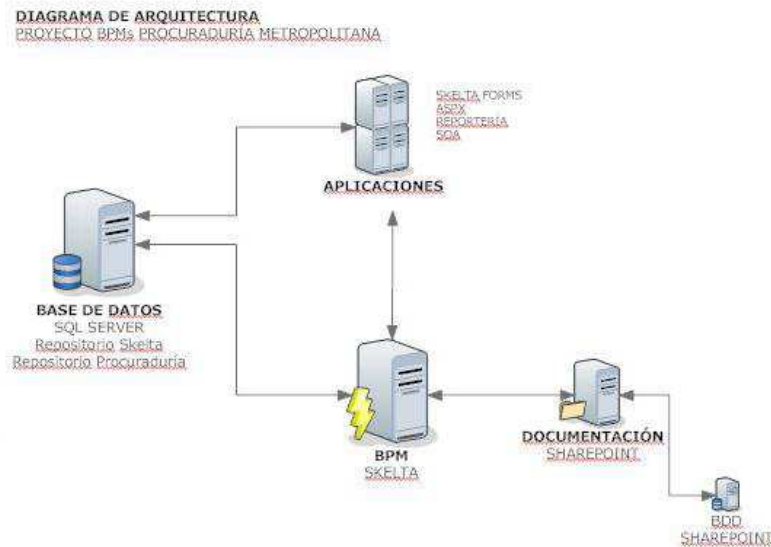 DIAGRAMA DE ARQUITECTURA
PROYECTO BPMs PROCURADURÍA METROPOLITANA
SKELTA FORMS
ASPX
REPORTERIA
SOA
APLICACIONES
BASE DE DATOS
SQL SERVER
Repositorio Skelta
Repositorio Procuraduría
BPM
SKELTA
DOCUMENTACIÓN
SHAREPOINT
BDD
SHAREPOINT